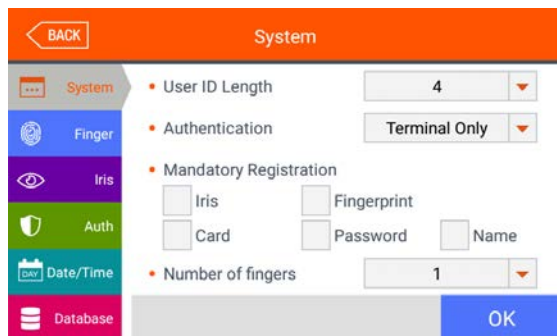 BACK
System
System
Finger
Iris
Auth
DAY Date/Time
Database
• User ID Length 4
• Authentication Terminal Only
• Mandatory Registration
Iris Fingerprint
Card Password Name
• Number of fingers 1
OK